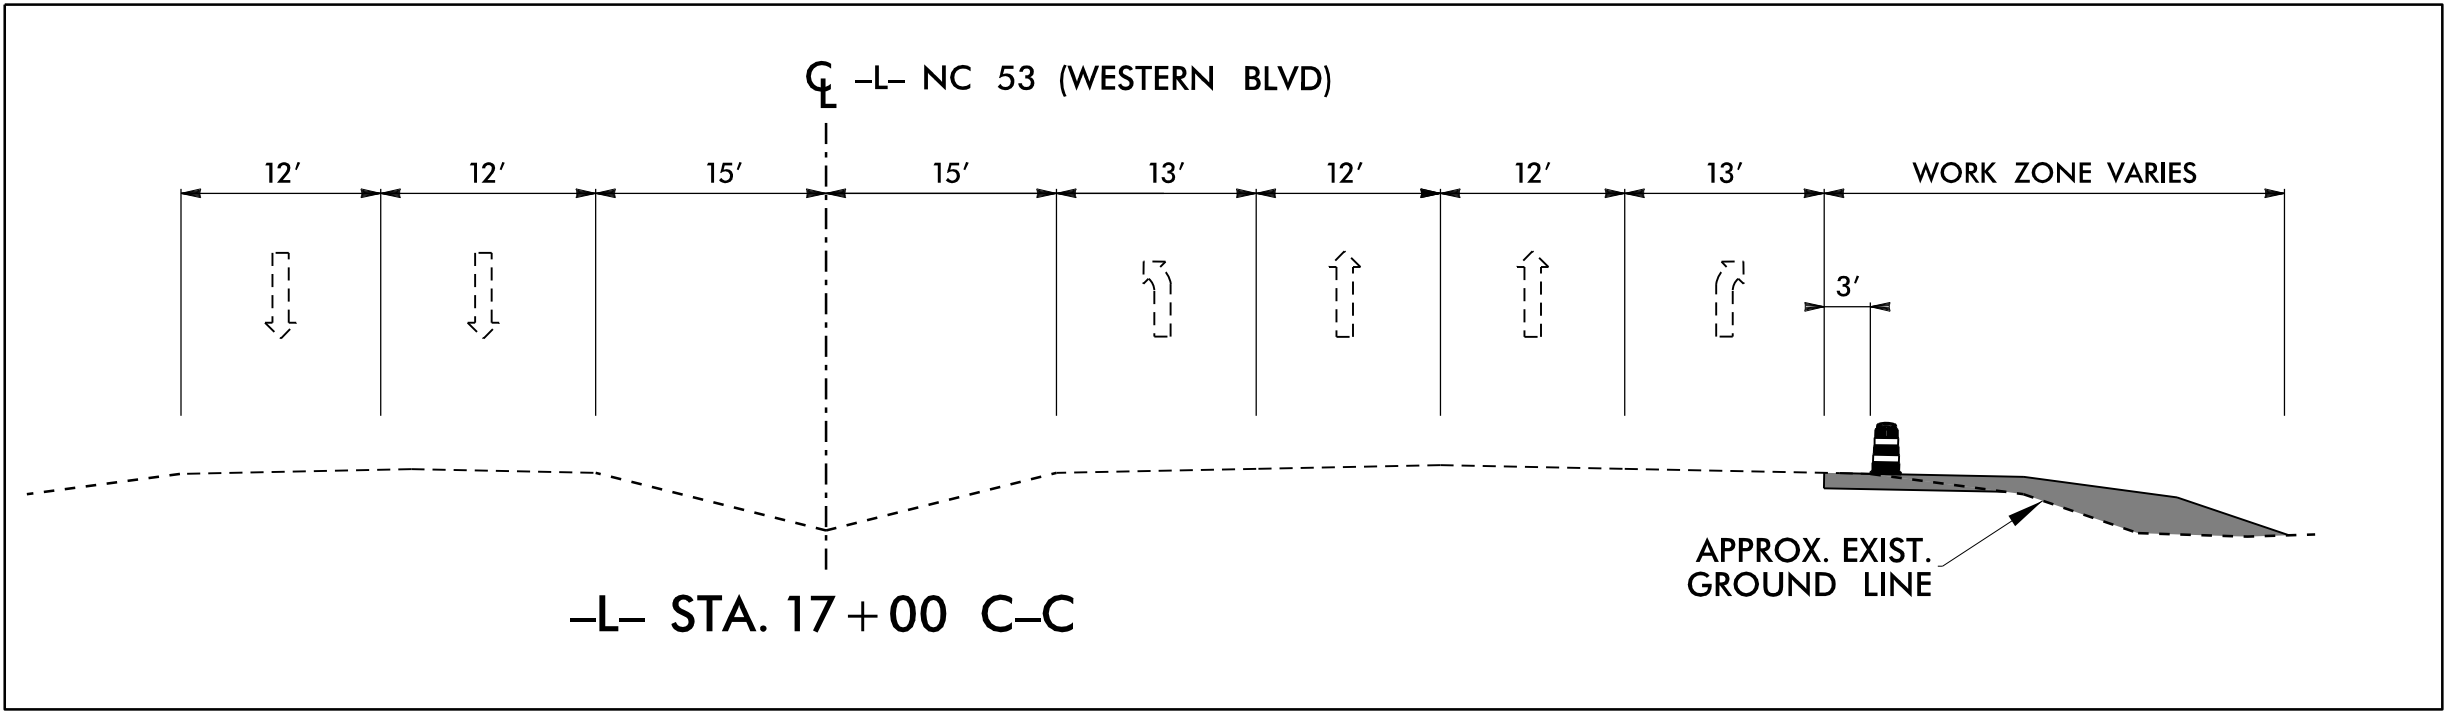 ℄ –L– NC 53 (WESTERN BLVD)
12' 12' 15' 15' 13' 12' 12' 13' WORK ZONE VARIES
3'
APPROX. EXIST.
GROUND LINE
–L– STA. 17+00 C–C